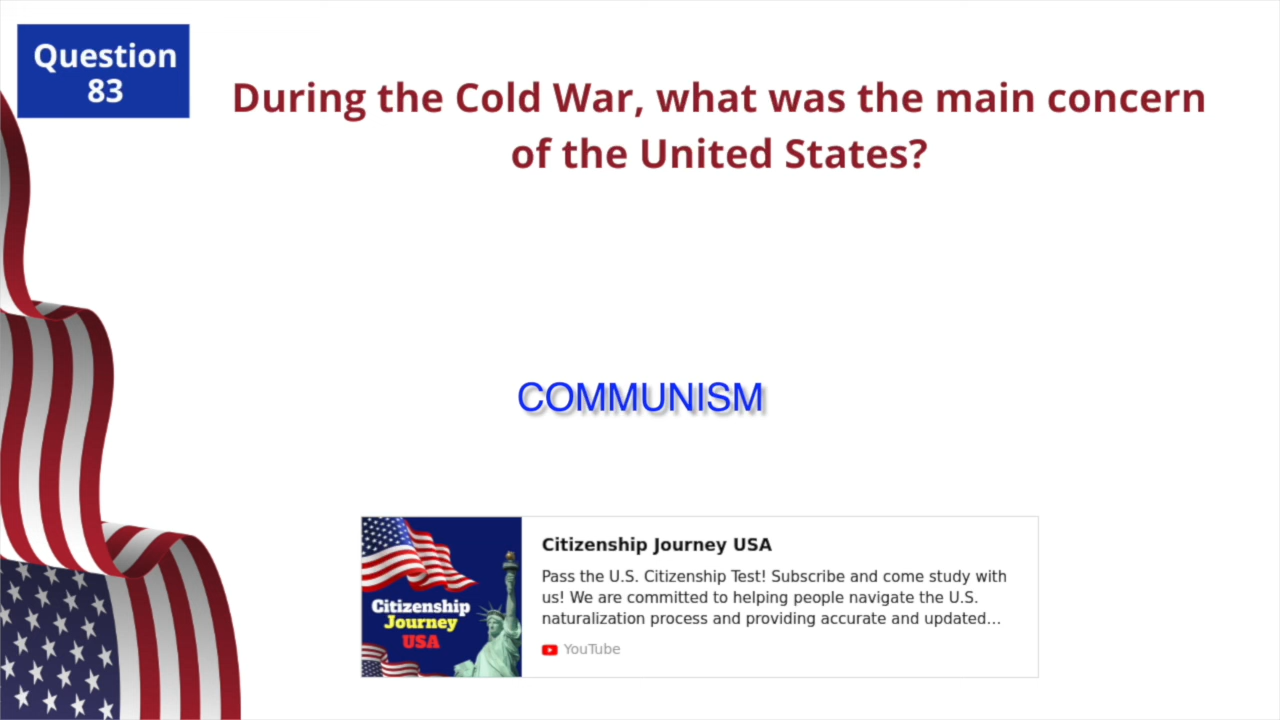 Question
83
During the Cold War, what was the main concern
of the United States?
COMMUNISM
Citizenship
Journey
USA
Citizenship Journey USA
Pass the U.S. Citizenship Test! Subscribe and come study with
us! We are committed to helping people navigate the U.S.
naturalization process and providing accurate and updated...
YouTube